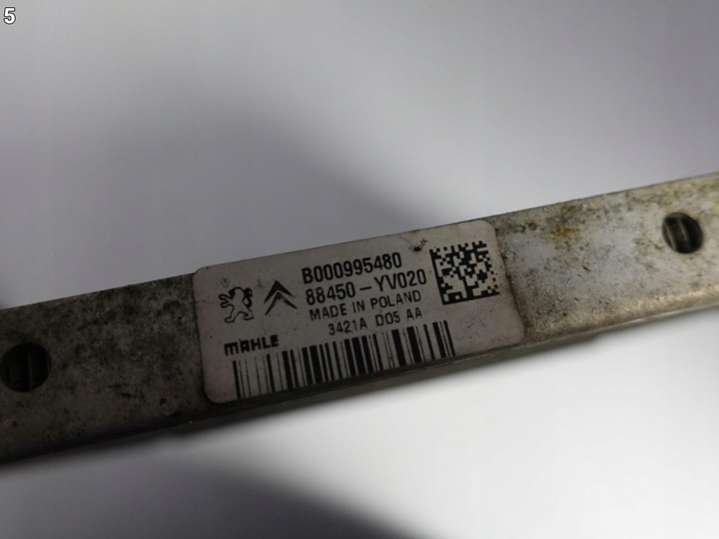 5
B000995480
88450-YV020
MADE IN POLAND
3421A D05 AA
MAHLE